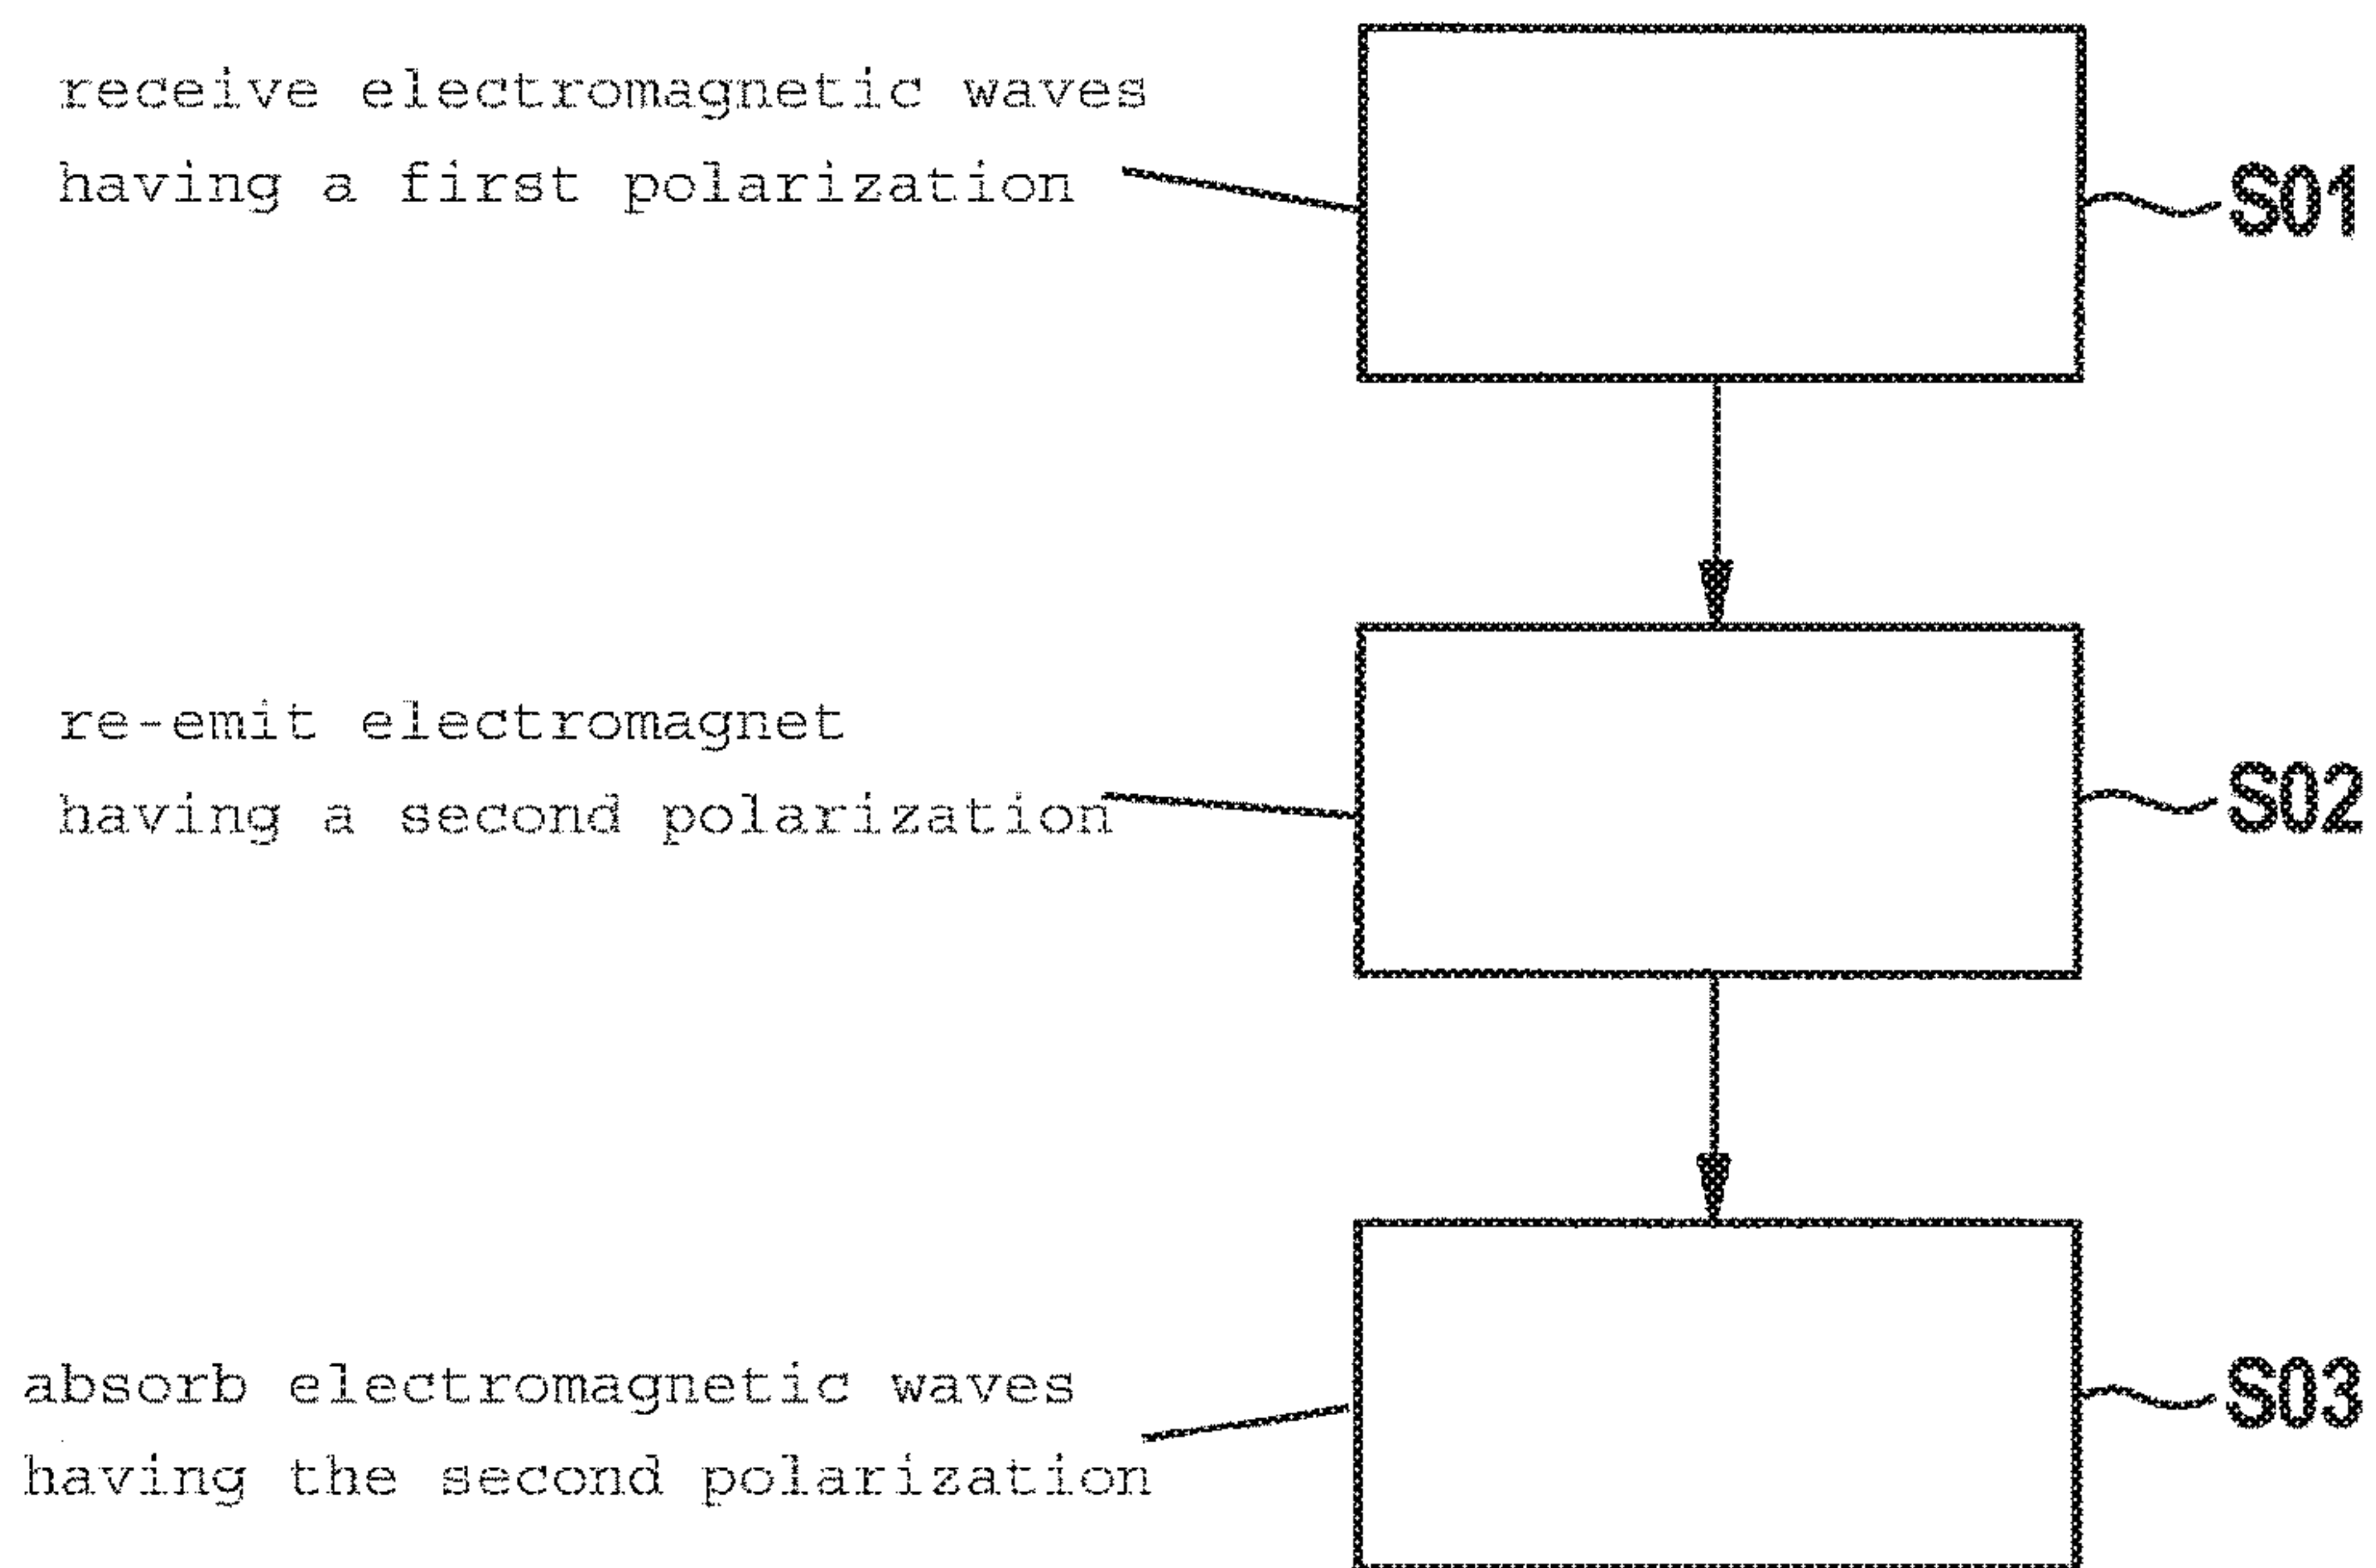 receive electromagnetic waves
having a first polarization
S01
re-emit electromagnet
having a second polarization
S02
absorb electromagnetic waves
having the second polarization
S03